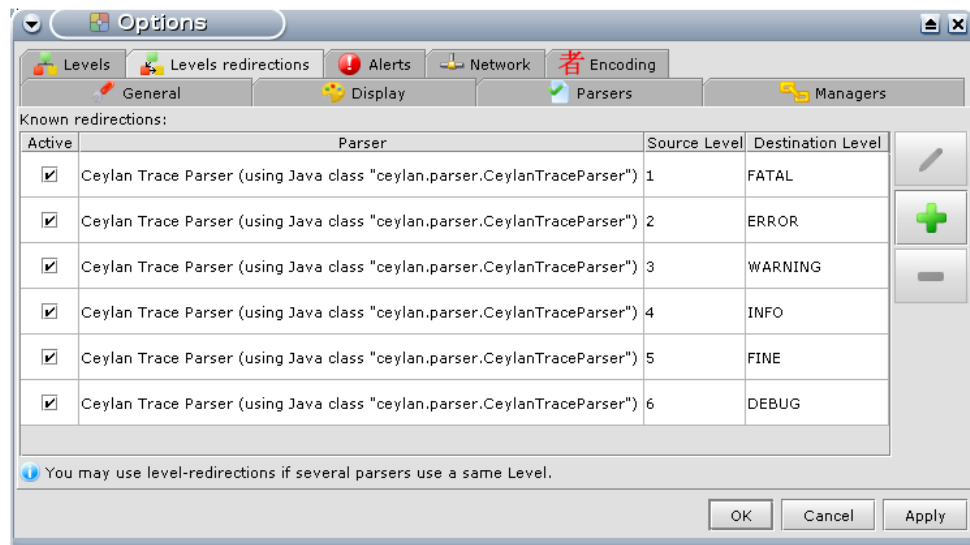 Options
Levels
Levels redirections
Alerts
Network
者 Encoding
General
Display
Parsers
Managers
Known redirections:
Active Parser Source Level Destination Level
Ceylan Trace Parser (using Java class "ceylan.parser.CeylanTraceParser") 1 FATAL
Ceylan Trace Parser (using Java class "ceylan.parser.CeylanTraceParser") 2 ERROR
Ceylan Trace Parser (using Java class "ceylan.parser.CeylanTraceParser") 3 WARNING
Ceylan Trace Parser (using Java class "ceylan.parser.CeylanTraceParser") 4 INFO
Ceylan Trace Parser (using Java class "ceylan.parser.CeylanTraceParser") 5 FINE
Ceylan Trace Parser (using Java class "ceylan.parser.CeylanTraceParser") 6 DEBUG
You may use level-redirections if several parsers use a same Level.
OK
Cancel
Apply